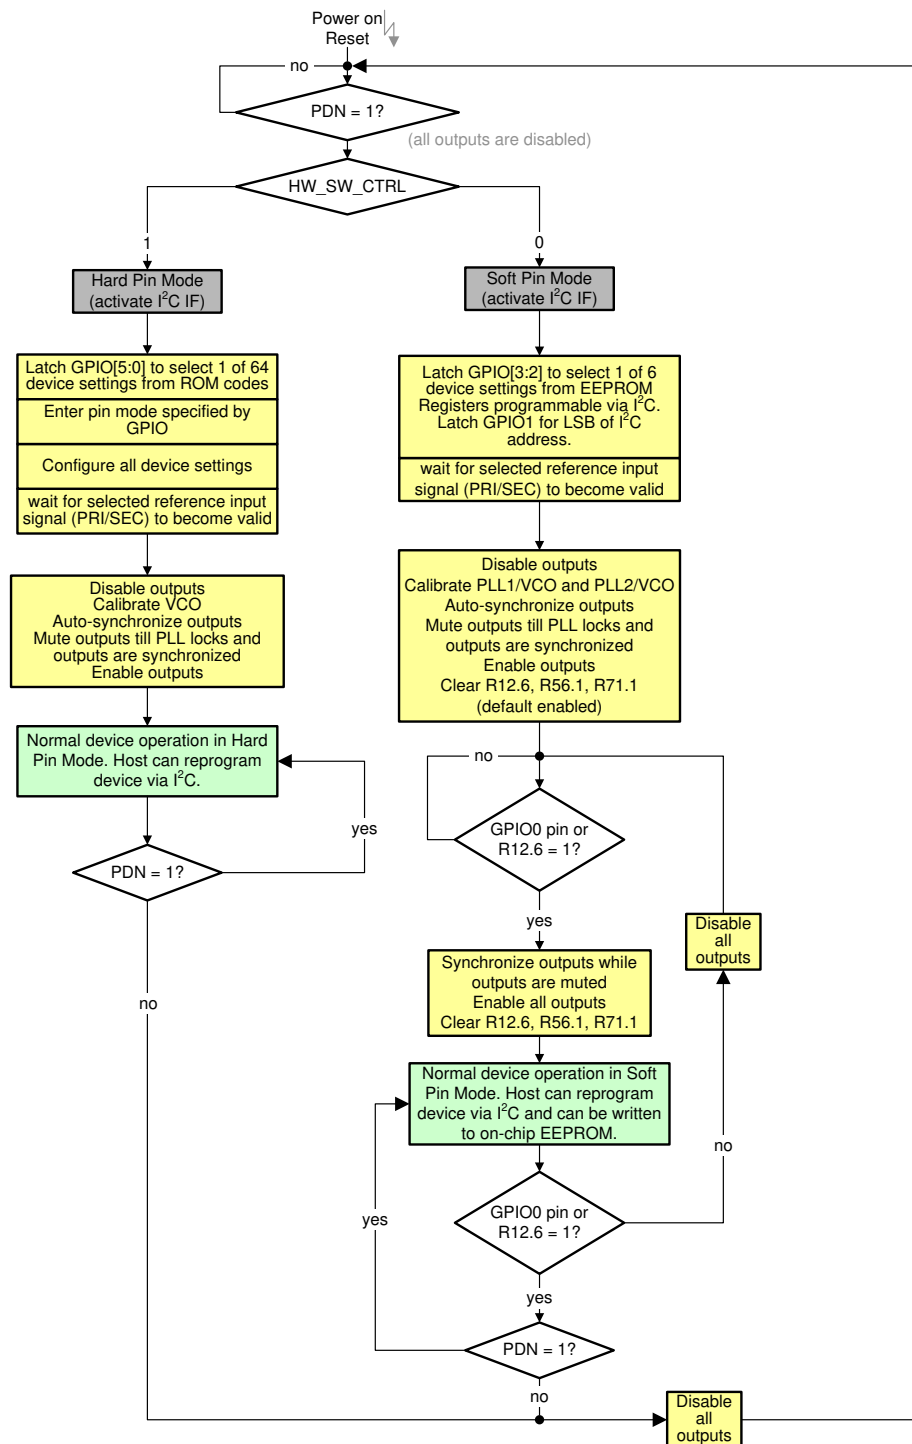 Power on
Reset
no
PDN = 1?
(all outputs are disabled)
HW_SW_CTRL
1
0
Hard Pin Mode
(activate I²C IF)
Soft Pin Mode
(activate I²C IF)
Latch GPIO[5:0] to select 1 of 64
device settings from ROM codes
Enter pin mode specified by
GPIO
Configure all device settings
wait for selected reference input
signal (PRI/SEC) to become valid
Latch GPIO[3:2] to select 1 of 6
device settings from EEPROM
Registers programmable via I²C.
Latch GPIO1 for LSB of I²C
address.
wait for selected reference input
signal (PRI/SEC) to become valid
Disable outputs
Calibrate VCO
Auto-synchronize outputs
Mute outputs till PLL locks and
outputs are synchronized
Enable outputs
Disable outputs
Calibrate PLL1/VCO and PLL2/VCO
Auto-synchronize outputs
Mute outputs till PLL locks and
outputs are synchronized
Enable outputs
Clear R12.6, R56.1, R71.1
(default enabled)
Normal device operation in Hard
Pin Mode. Host can reprogram
device via I²C.
yes
PDN = 1?
no
no
GPIO0 pin or
R12.6 = 1?
yes
Disable
all
outputs
Synchronize outputs while
outputs are muted
Enable all outputs
Clear R12.6, R56.1, R71.1
Normal device operation in Soft
Pin Mode. Host can reprogram
device via I²C and can be written
to on-chip EEPROM.
no
GPIO0 pin or
R12.6 = 1?
yes
yes
PDN = 1?
no
Disable
all
outputs